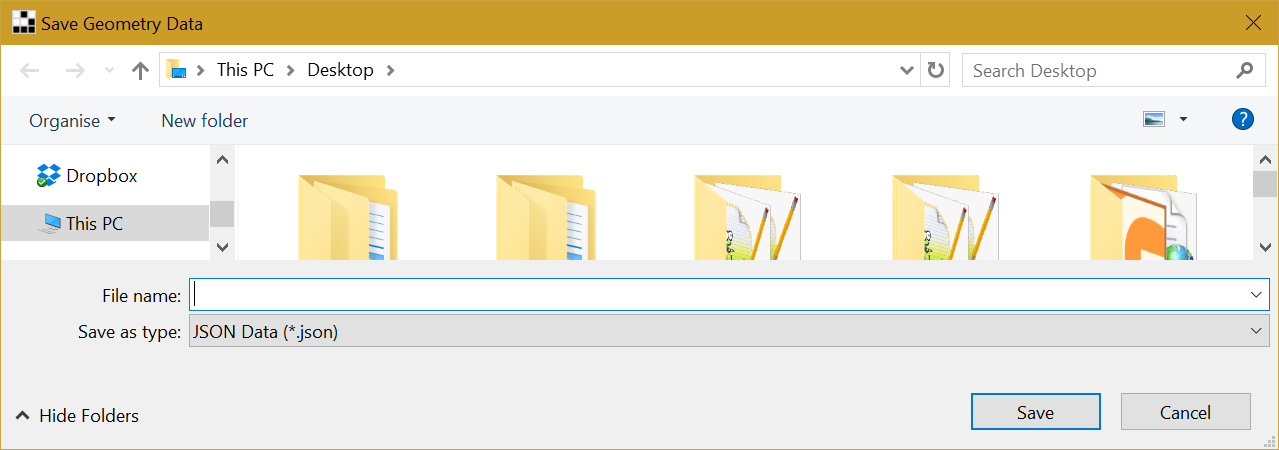 Save Geometry Data
This PC Desktop
Search Desktop
Organise
New folder
?
Dropbox
This PC
File name:
Save as type: JSON Data (*.json)
Hide Folders
Save
Cancel